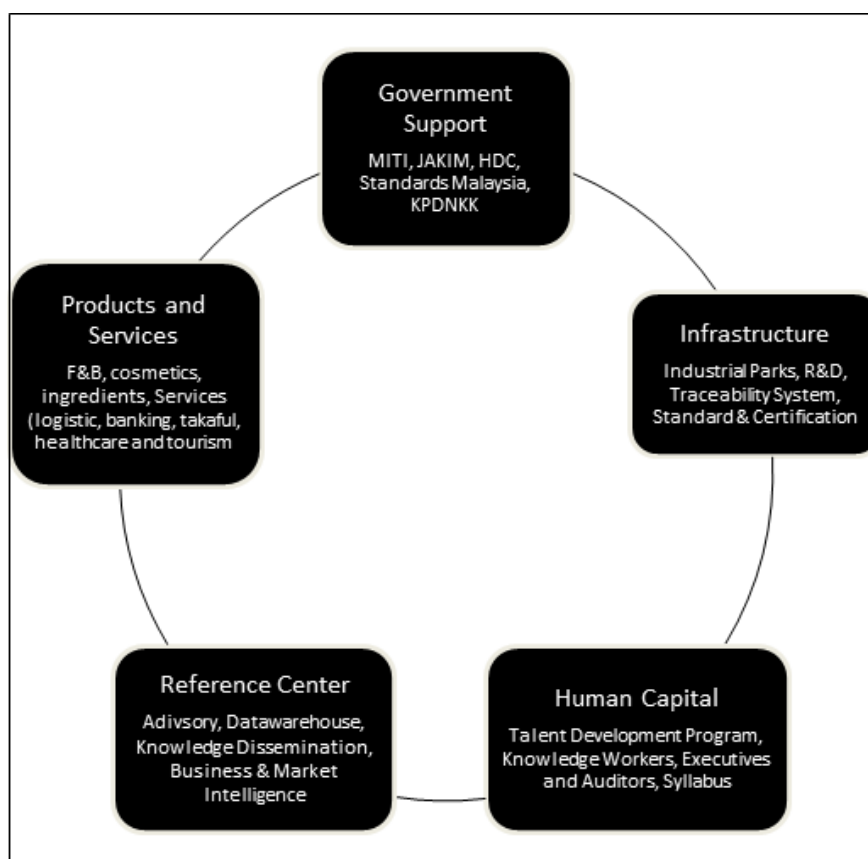 Government
Support
MITI, JAKIM, HDC,
Standards Malaysia,
KPDNKK
Products and
Services
F&B, cosmetics,
ingredients, Services
(logistic, banking, takaful,
healthcare and tourism
Infrastructure
Industrial Parks, R&D,
Traceability System,
Standard & Certification
Reference Center
Adivsory, Datawarehouse,
Knowledge Dissemination,
Business & Market
Intelligence
Human Capital
Talent Development Program,
Knowledge Workers, Executives
and Auditors, Syllabus